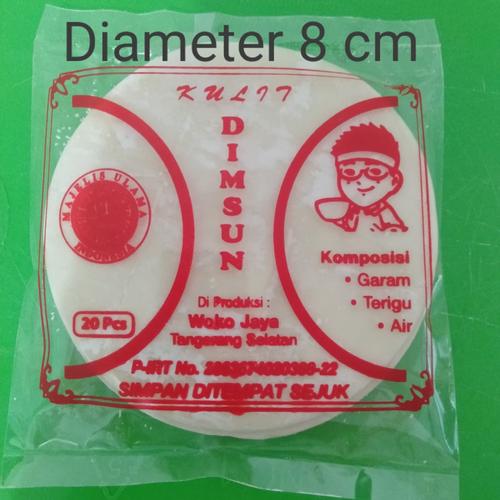 Diameter 8 cm
KULIT
DIMSUN
MAJELIS ULAMA
INDONESIA
Komposisi
• Garam
• Terigu
• Air
20 Pcs
Di Produksi :
Woko Jaya
Tangerang Selatan
P-IRT No.
SIMPAN DITEMPAT SEJUK